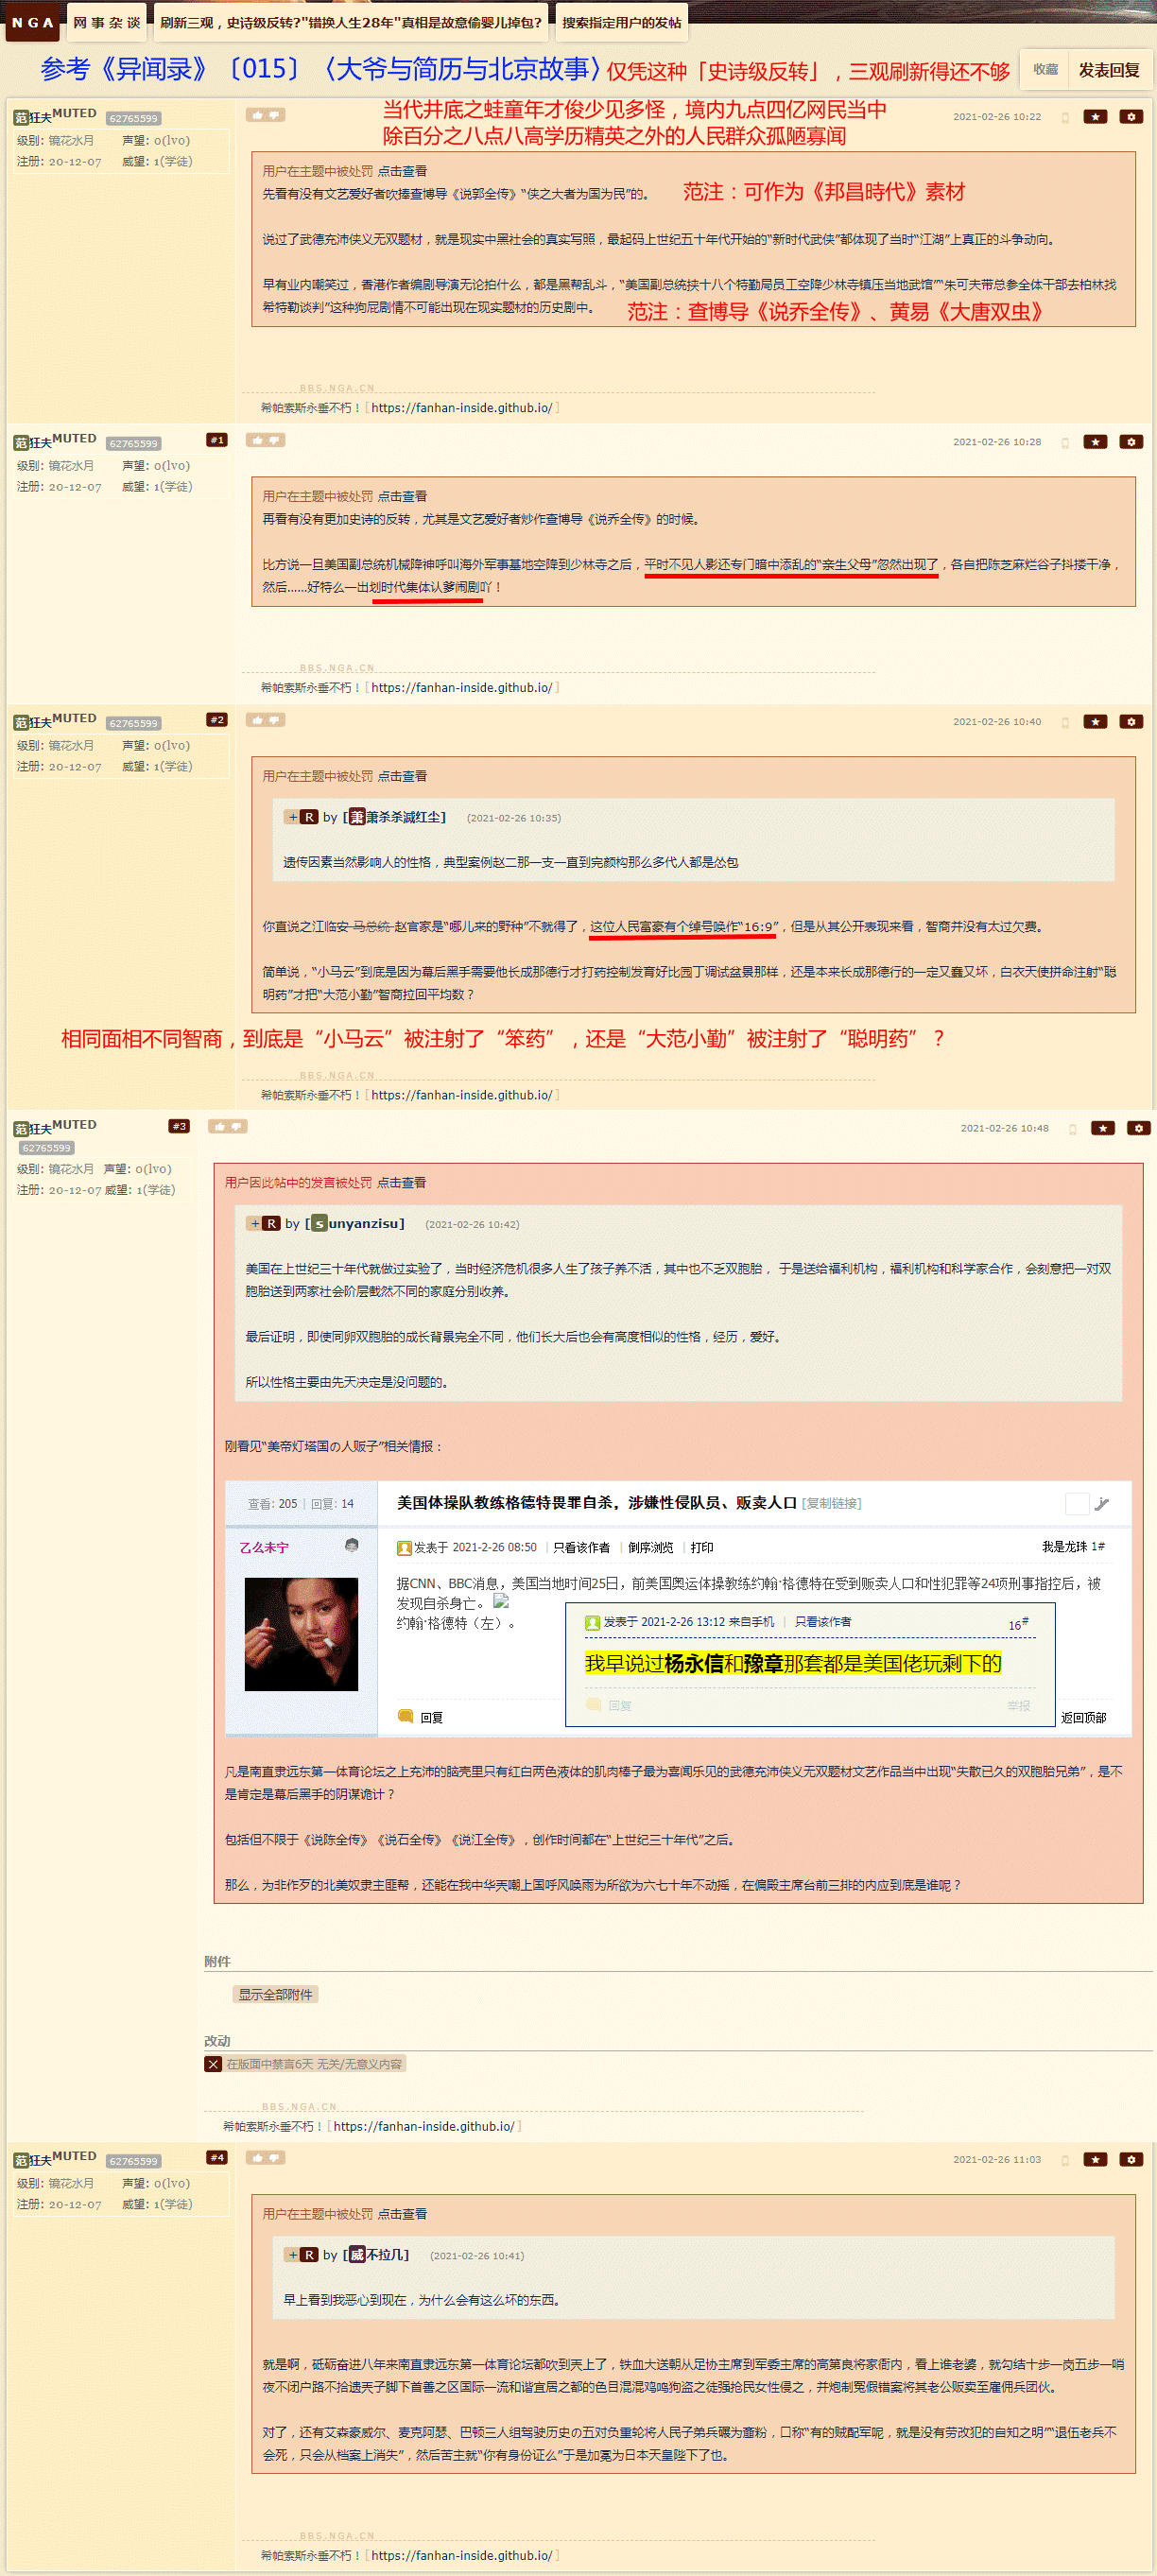 NGA 网事杂谈 刷新三观，史诗级反转?"错换人生28年"真相是故意偷婴儿掉包? 搜索指定用户的发帖
参考《异闻录》〔015〕〈大爷与简历与北京故事〉仅凭这种「史诗级反转」，三观刷新得还不够 收藏 发表回复
当代井底之蛙童年才俊少见多怪，境内九点四亿网民当中
除百分之八点八高学历精英之外的人民群众孤陋寡闻
范狂夫MUTED 62765599 2021-02-26 10:22
级别: 镜花水月 声望: 0(lv0)
注册: 20-12-07 威望: 1(学徒)
用户在主题中被处罚 点击查看
先看有没有文艺爱好者吹捧查博导《说郭全传》“侠之大者为国为民”的。 范注：可作为《邦昌時代》素材
说过了武德充沛侠义无双题材，就是现实中黑社会的真实写照，最起码上世纪五十年代开始的“新时代武侠”都体现了当时“江湖”上真正的斗争动向。
早有业内嘲笑过，香港作者编剧导演无论拍什么，都是黑帮乱斗，“美国副总统挟十八个特勤局员工空降少林寺镇压当地武馆”“朱可夫带总参全体干部去柏林找
希特勒谈判”这种狗屁剧情不可能出现在现实题材的历史剧中。 范注：查博导《说乔全传》、黄易《大唐双虫》
BBS.NGA.CN
希帕索斯永垂不朽！ [ https://fanhan-inside.github.io/ ]
范狂夫MUTED 62765599 #1 2021-02-26 10:28
级别: 镜花水月 声望: 0(lv0)
注册: 20-12-07 威望: 1(学徒)
用户在主题中被处罚 点击查看
再看有没有更加史诗的反转，尤其是文艺爱好者炒作查博导《说乔全传》的时候。
比方说一旦美国副总统机械降神呼叫海外军事基地空降到少林寺之后，平时不见人影还专门暗中添乱的“亲生父母”忽然出现了，各自把陈芝麻烂谷子抖搂干净，
然后……好特么一出划时代集体认爹闹剧吖！
BBS.NGA.CN
希帕索斯永垂不朽！ [ https://fanhan-inside.github.io/ ]
范狂夫MUTED 62765599 #2 2021-02-26 10:40
级别: 镜花水月 声望: 0(lv0)
注册: 20-12-07 威望: 1(学徒)
用户在主题中被处罚 点击查看
+ R by [萧萧杀杀滅红尘] (2021-02-26 10:35)
遗传因素当然影响人的性格，典型案例赵二那一支一直到完颜构那么多代人都是怂包
你直说之江临安 马总统 赵官家是“哪儿来的野种”不就得了，这位人民富豪有个绰号唤作“16:9”，但是从其公开表现来看，智商并没有太过欠费。
简单说，“小马云”到底是因为幕后黑手需要他长成那德行才打药控制发育好比园丁调试盆景那样，还是本来长成那德行的一定又蠢又坏，白衣天使拼命注射“聪
明药”才把“大范小勤”智商拉回平均数？
相同面相不同智商，到底是“小马云”被注射了“笨药”，还是“大范小勤”被注射了“聪明药”？
BBS.NGA.CN
希帕索斯永垂不朽！ [ https://fanhan-inside.github.io/ ]
范狂夫MUTED #3 2021-02-26 10:48
62765599
级别: 镜花水月 声望: 0(lv0)
注册: 20-12-07 威望: 1(学徒)
用户因此帖中的发言被处罚 点击查看
+ R by [sunyanzisu] (2021-02-26 10:42)
美国在上世纪三十年代就做过实验了，当时经济危机很多人生了孩子养不活，其中也不乏双胞胎， 于是送给福利机构，福利机构和科学家合作，会刻意把一对双
胞胎送到两家社会阶层截然不同的家庭分别收养。
最后证明，即使同卵双胞胎的成长背景完全不同，他们长大后也会有高度相似的性格，经历，爱好。
所以性格主要由先天决定是没问题的。
刚看见“美帝灯塔国の人贩子”相关情报：
查看: 205 | 回复: 14 美国体操队教练格德特畏罪自杀，涉嫌性侵队员、贩卖人口 [复制链接]
乙么未宁 发表于 2021-2-26 08:50 | 只看该作者 | 倒序浏览 | 打印 我是龙珠 1#
据CNN、BBC消息，美国当地时间25日，前美国奥运体操教练约翰·格德特在受到贩卖人口和性犯罪等24项刑事指控后，被
发现自杀身亡。
约翰·格德特（左）。
发表于 2021-2-26 13:12 来自手机 | 只看该作者 16#
我早说过杨永信和豫章那套都是美国佬玩剩下的
回复 举报
回复 返回顶部
凡是南直隶远东第一体育论坛之上充沛的脑壳里只有红白两色液体的肌肉棒子最为喜闻乐见的武德充沛侠义无双题材文艺作品当中出现“失散已久的双胞胎兄弟”，是不
是肯定是幕后黑手的阴谋诡计？
包括但不限于《说陈全传》《说石全传》《说江全传》，创作时间都在“上世纪三十年代”之后。
那么，为非作歹的北美奴隶主匪帮，还能在我中华天嘲上国呼风唤雨为所欲为六七十年不动摇，在偏殿主席台前三排的内应到底是谁呢？
附件
显示全部附件
改动
在版面中禁言6天 无关/无意义内容
BBS.NGA.CN
希帕索斯永垂不朽！ [ https://fanhan-inside.github.io/ ]
范狂夫MUTED 62765599 #4 2021-02-26 11:03
级别: 镜花水月 声望: 0(lv0)
注册: 20-12-07 威望: 1(学徒)
用户在主题中被处罚 点击查看
+ R by [威不拉几] (2021-02-26 10:41)
早上看到我恶心到现在，为什么会有这么坏的东西。
就是啊，砥砺奋进八年来南直隶远东第一体育论坛都吹到天上了，铁血大送朝从足协主席到军委主席的高第良将家衙内，看上谁老婆，就勾结十步一岗五步一哨
夜不闭户路不拾遗天子脚下首善之区国际一流和谐宜居之都的色目混混鸡鸣狗盗之徒强抢民女性侵之，并炮制冤假错案将其老公贩卖至雇佣兵团伙。
对了，还有艾森豪威尔、麦克阿瑟、巴顿三人组驾驶历史の五对负重轮将人民子弟兵碾为齑粉，口称“有的贼配军呢，就是没有劳改犯的自知之明”“退伍老兵不
会死，只会从档案上消失”，然后苦主就“你有身份证么”于是加冕为日本天皇陛下了也。
BBS.NGA.CN
希帕索斯永垂不朽！ [ https://fanhan-inside.github.io/ ]